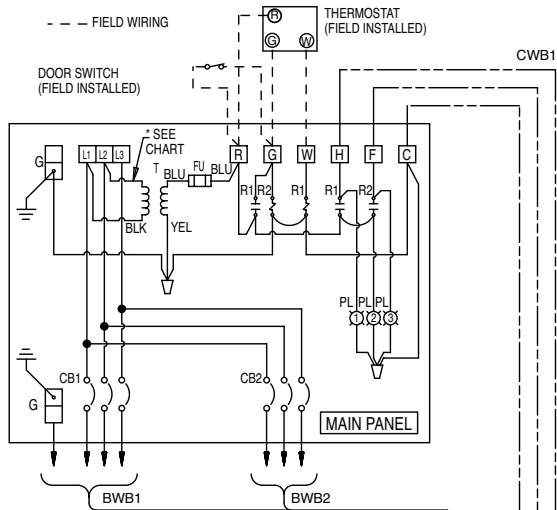 FIELD WIRING
R
G
W
THERMOSTAT
(FIELD INSTALLED)
CWB1
DOOR SWITCH
(FIELD INSTALLED)
* SEE
CHART
G
L1 L2 L3
T
BLU
FU
BLU
R
G
W
H
F
C
R1
R2
R1
R1
R2
BLK
YEL
PL PL PL
1 2 3
G
CB1
CB2
MAIN PANEL
BWB1
BWB2